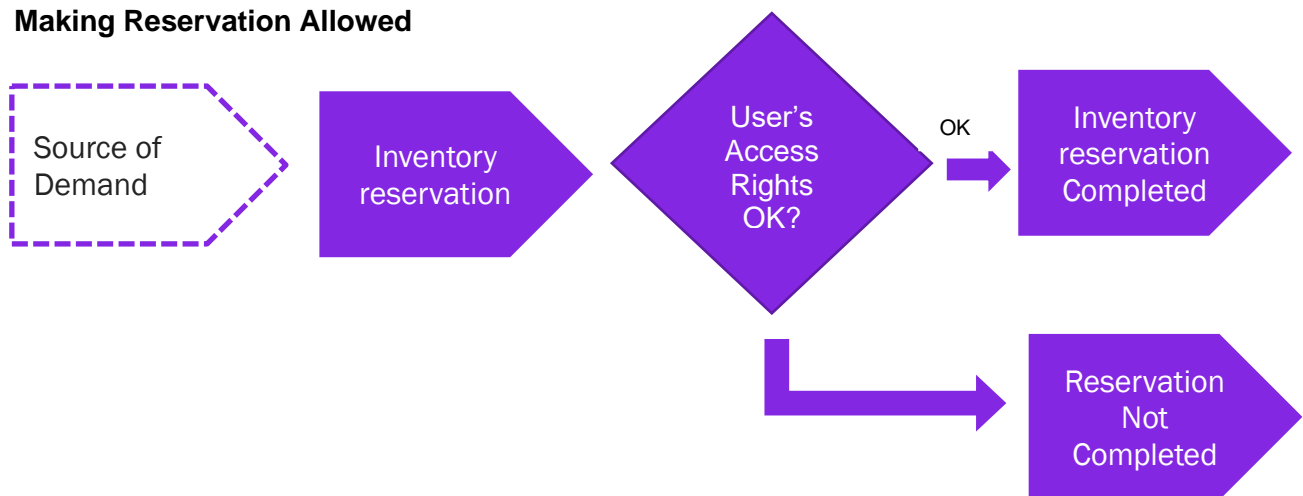 Making Reservation Allowed
Source of
Demand
Inventory
reservation
User's
Access
Rights
OK?
OK
Inventory
reservation
Completed
Reservation
Not
Completed